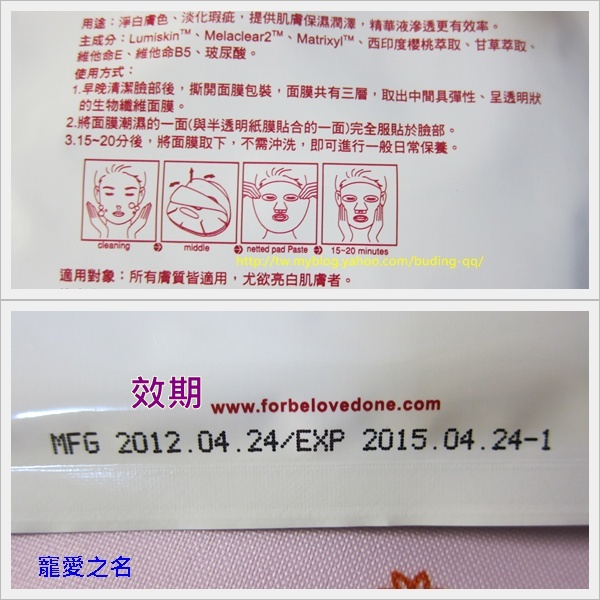 用途：淨白膚色、淡化瑕疵，提供肌膚保濕潤澤，精華液滲透更有效率。
主成分：Lumiskin™、Melaclear2™、Matrixyl™、西印度櫻桃萃取、甘草萃取、
維他命E、維他命B5、玻尿酸。
使用方式：
1.早晚清潔臉部後，撕開面膜包裝，面膜共有三層，取出中間具彈性、呈透明狀
的生物纖維面膜。
2.將面膜潮濕的一面(與半透明紙膜貼合的一面)完全服貼於臉部。
3.15~20分後，將面膜取下，不需沖洗，即可進行一般日常保養。
cleaning middle netted pad Paste 15~20 minutes
http://tw.myblog.yahoo.com/buding-qq/
適用對象：所有膚質皆適用，尤欲亮白肌膚者。
效期
www.forbelovedone.com
MFG 2012.04.24/EXP 2015.04.24-1
寵愛之名